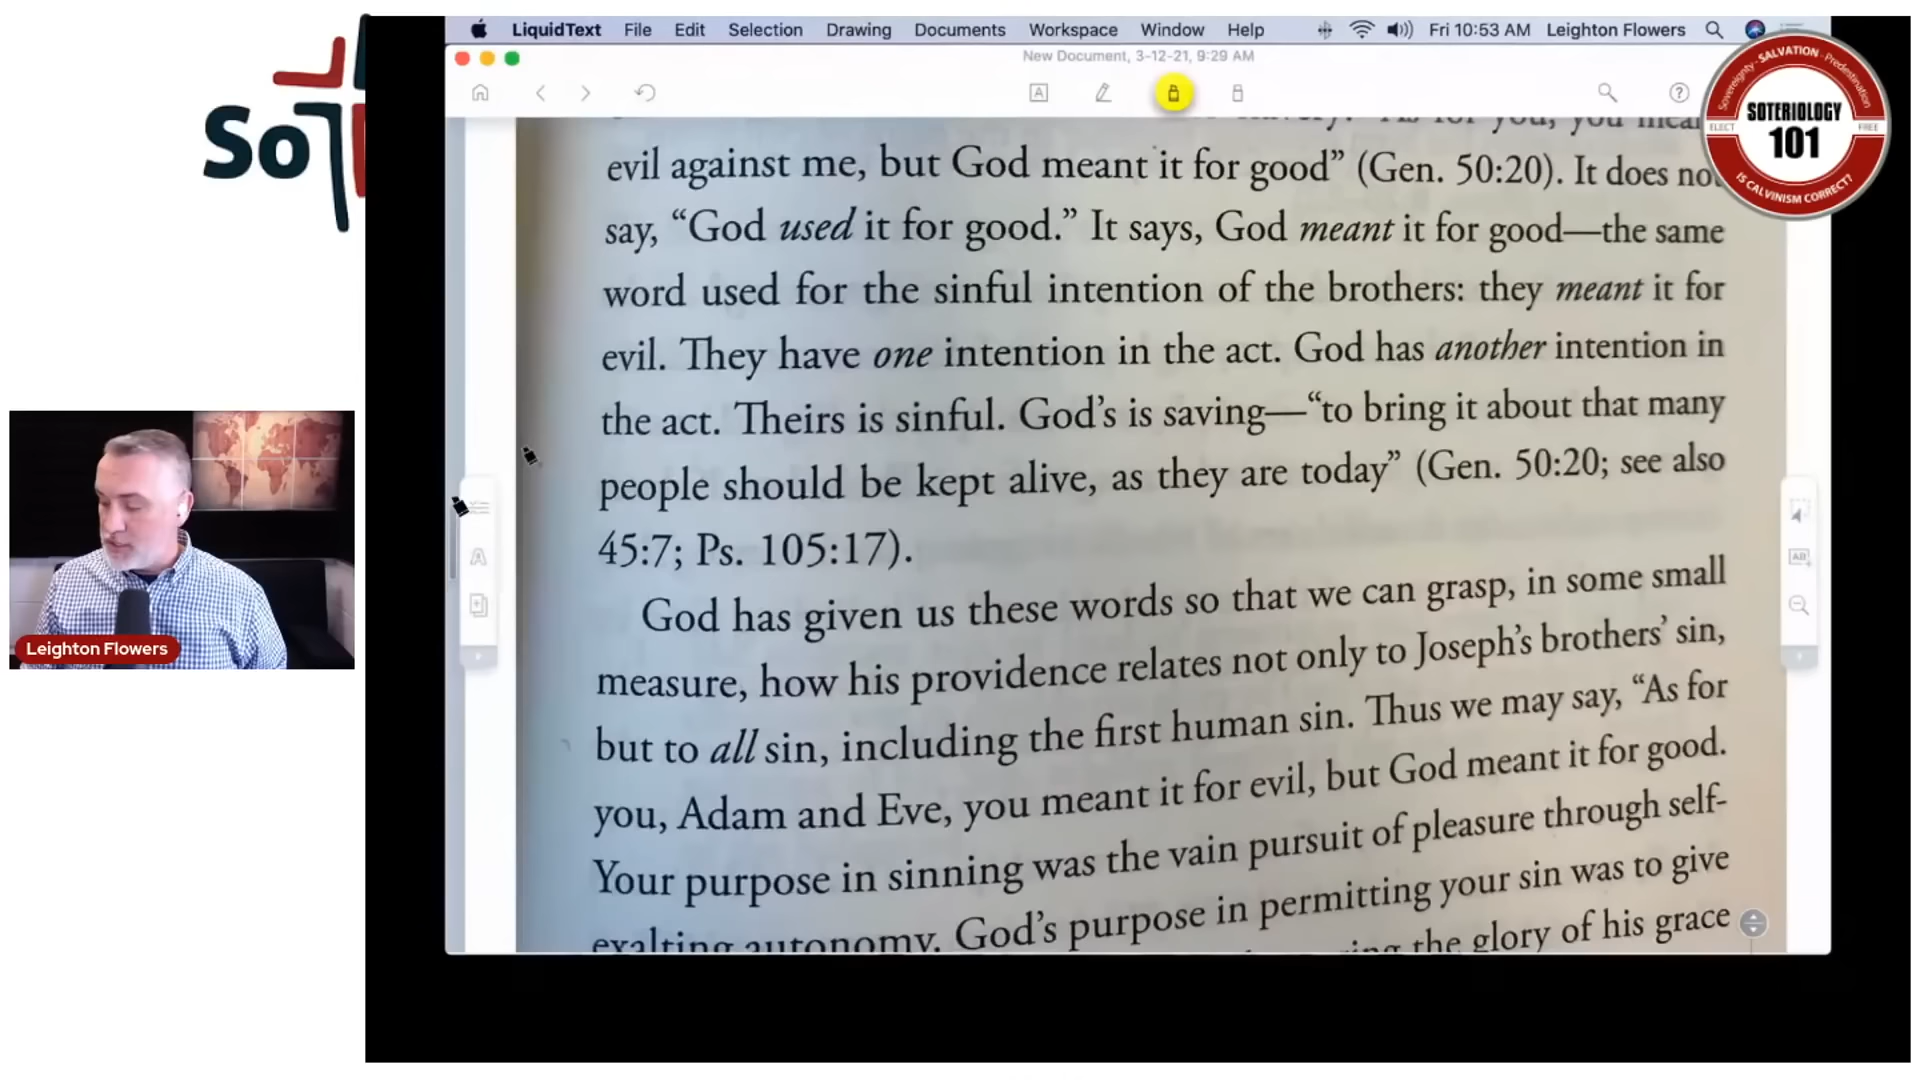 So
LiquidText File Edit Selection Drawing Documents Workspace Window Help Fri 10:53 AM Leighton Flowers
New Document, 3-12-21, 9:29 AM
Sovereignty - SALVATION - Predestination
ELECT SOTERIOLOGY FREE
101
IS CALVINISM CORRECT?
As for you, you
evil against me, but God meant it for good” (Gen. 50:20). It does
say, “God used it for good.” It says, God meant it for good—the same
word used for the sinful intention of the brothers: they meant it for
evil. They have one intention in the act. God has another intention in
the act. Theirs is sinful. God’s is saving—“to bring it about that many
people should be kept alive, as they are today” (Gen. 50:20; see also
45:7; Ps. 105:17).
God has given us these words so that we can grasp, in some small
measure, how his providence relates not only to Joseph’s brothers’ sin,
but to all sin, including the first human sin. Thus we may say, “As for
you, Adam and Eve, you meant it for evil, but God meant it for good.
Your purpose in sinning was the vain pursuit of pleasure through self-
exalting autonomy. God’s purpose in permitting your sin was to give
the glory of his grace
Leighton Flowers